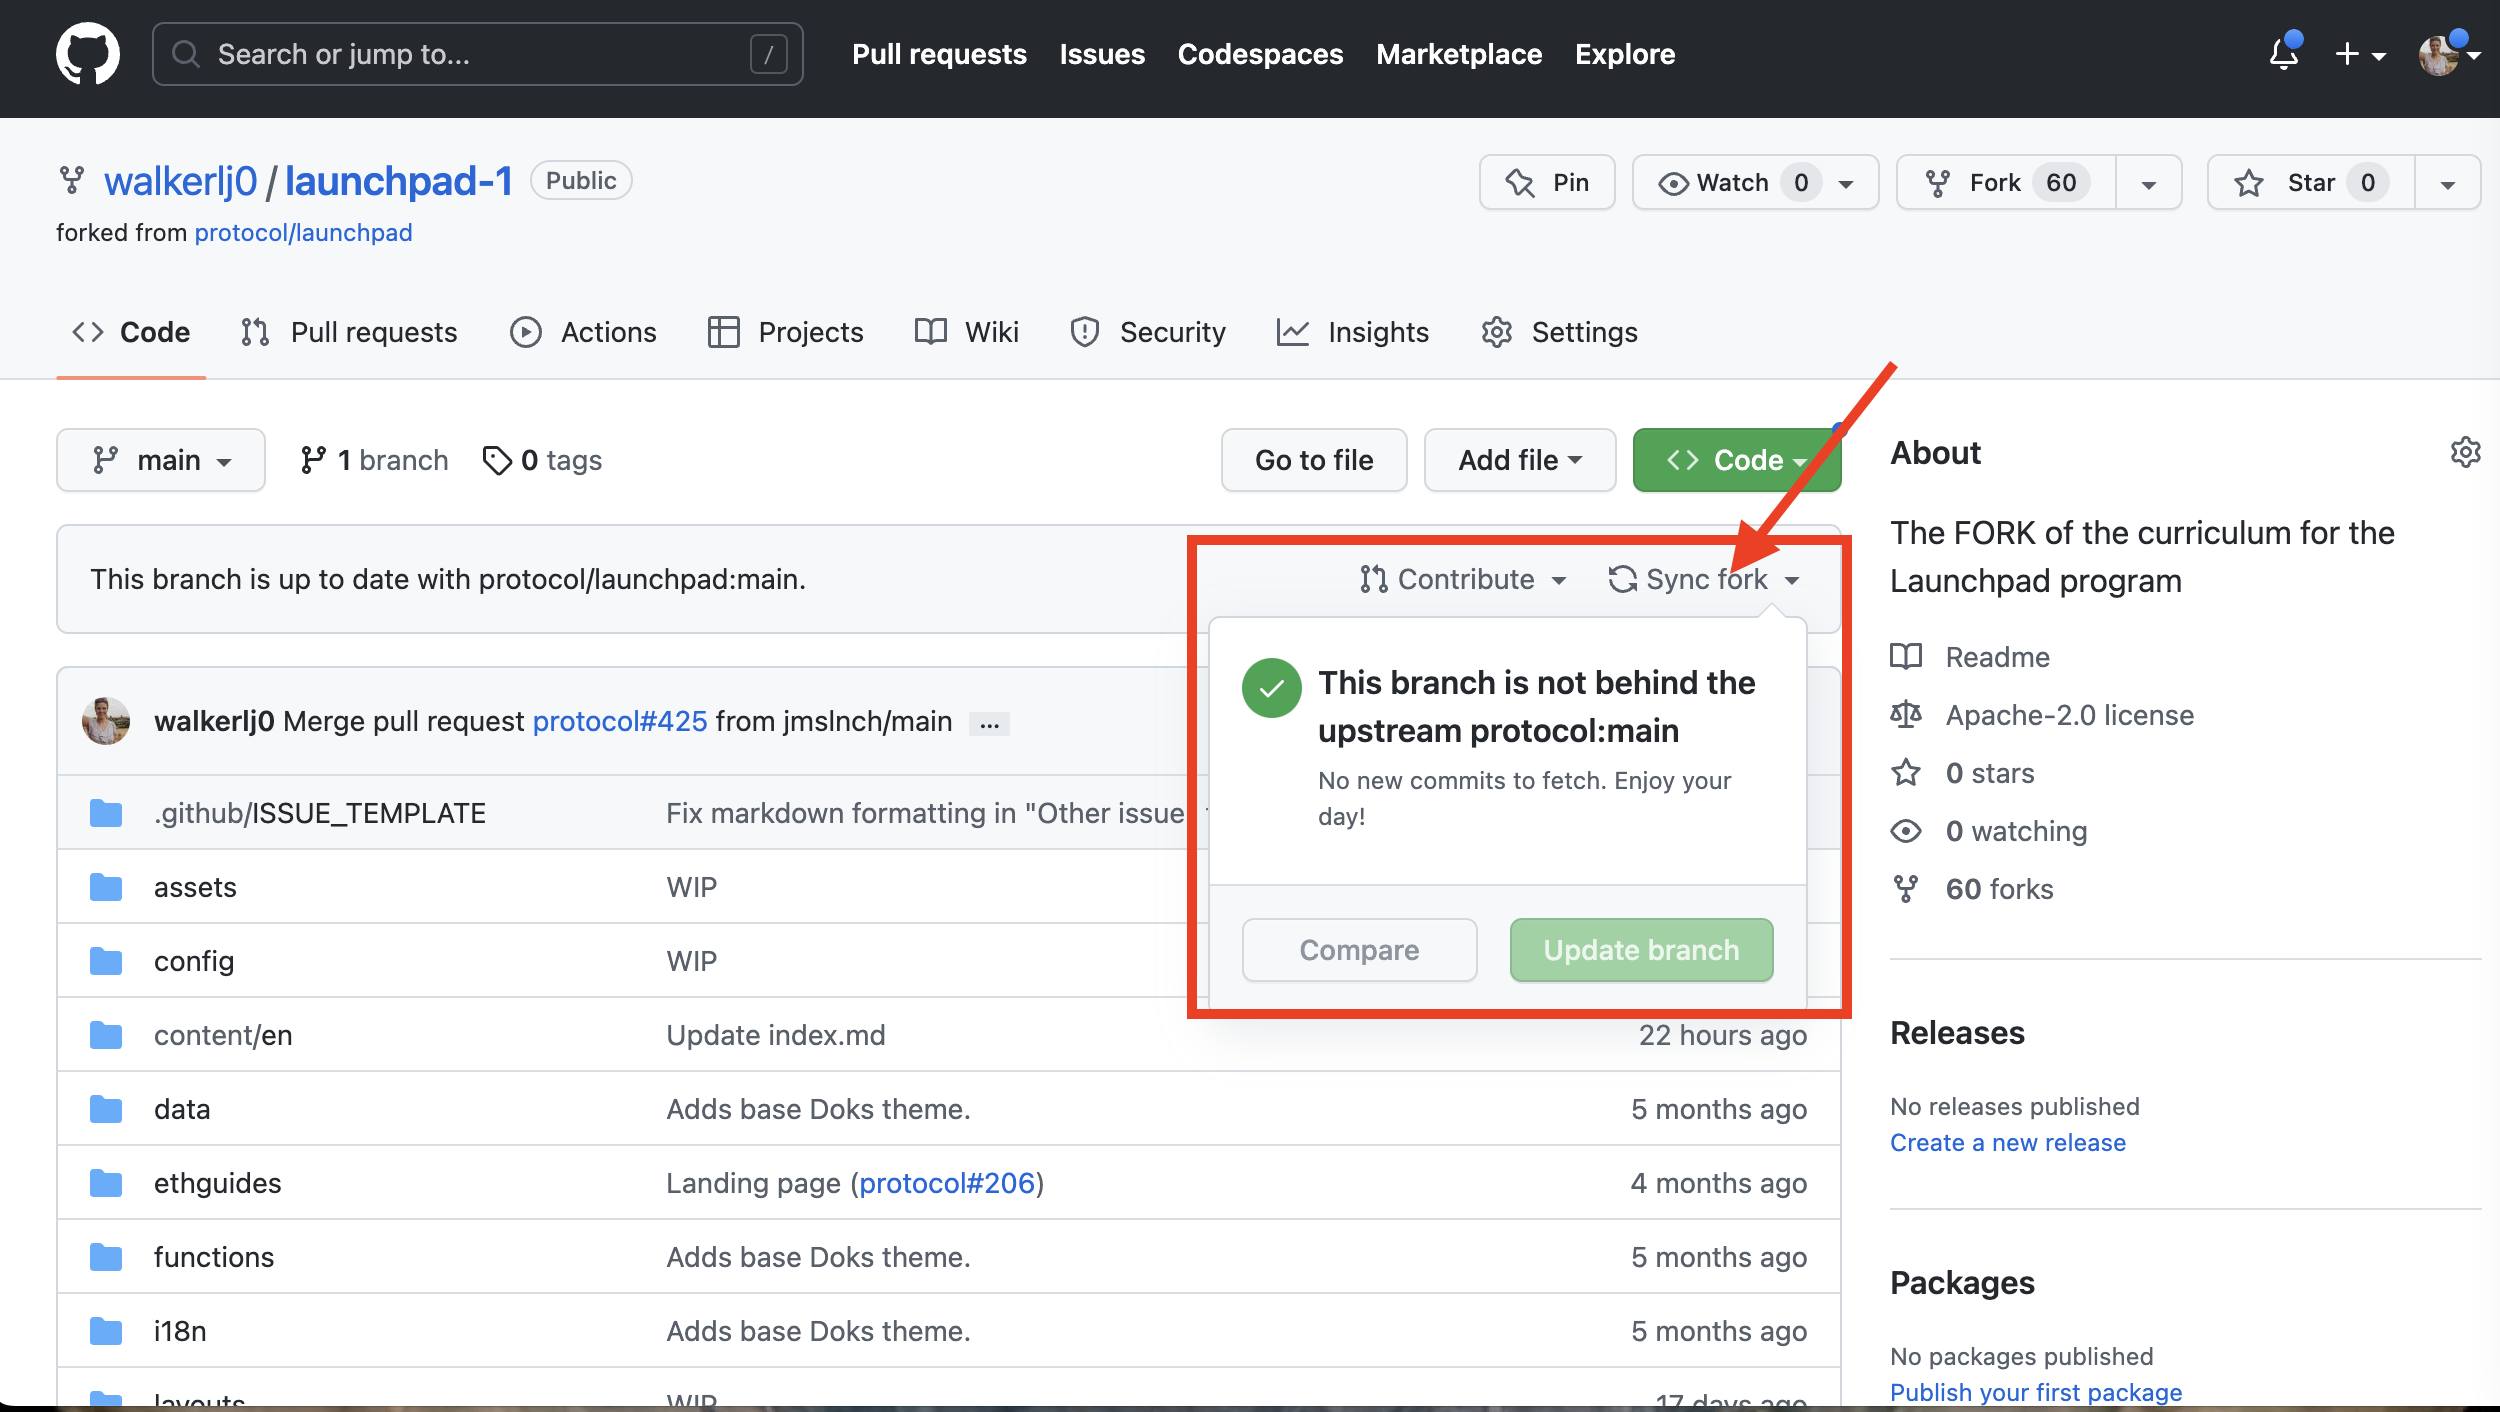 Search or jump to... /
Pull requests Issues Codespaces Marketplace Explore
walkerlj0 / launchpad-1 Public
Pin Watch 0 Fork 60 Star 0
forked from protocol/launchpad
Code Pull requests Actions Projects Wiki Security Insights Settings
main 1 branch 0 tags Go to file Add file Code
This branch is up to date with protocol/launchpad:main. Contribute Sync fork
This branch is not behind the
upstream protocol:main
No new commits to fetch. Enjoy your
day!
Compare Update branch
walkerlj0 Merge pull request protocol#425 from jmslnch/main ...
.github/ISSUE_TEMPLATE Fix markdown formatting in "Other issue
assets WIP
config WIP
content/en Update index.md 22 hours ago
data Adds base Doks theme. 5 months ago
ethguides Landing page (protocol#206) 4 months ago
functions Adds base Doks theme. 5 months ago
i18n Adds base Doks theme. 5 months ago
layouts WIP 17 days ago
About
The FORK of the curriculum for the
Launchpad program
Readme
Apache-2.0 license
0 stars
0 watching
60 forks
Releases
No releases published
Create a new release
Packages
No packages published
Publish your first package